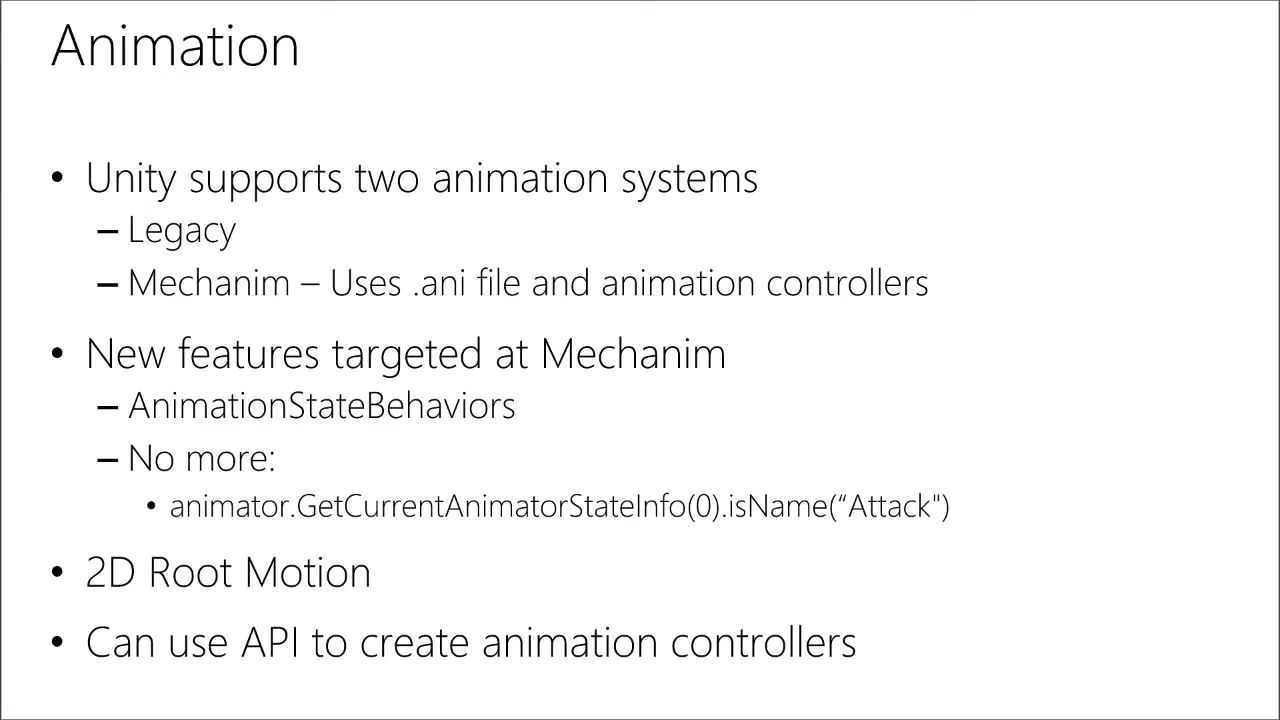 Animation
• Unity supports two animation systems
– Legacy
– Mechanim – Uses .ani file and animation controllers
• New features targeted at Mechanim
– AnimationStateBehaviors
– No more:
• animator.GetCurrentAnimatorStateInfo(0).isName(“Attack")
• 2D Root Motion
• Can use API to create animation controllers